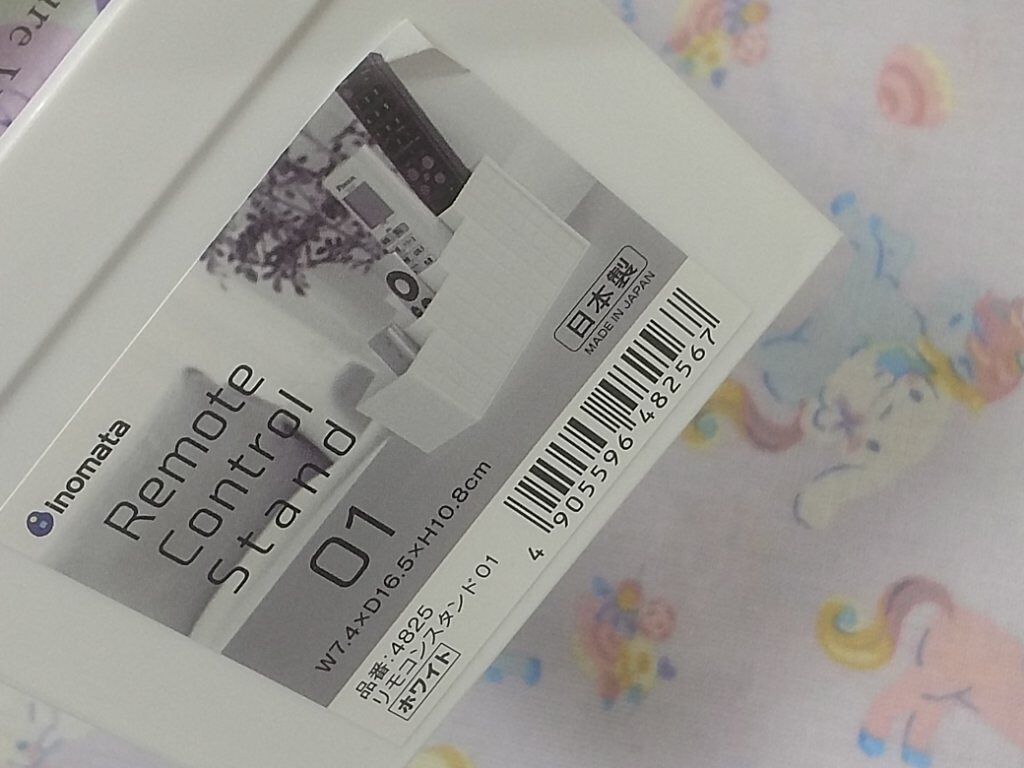 inomata
Remote
Control
Stand
01
W7.4×D16.5×H10.8cm
日本製
MADE IN JAPAN
品番:4825
リモコンスタンド01
ホワイト
4 905596 482567